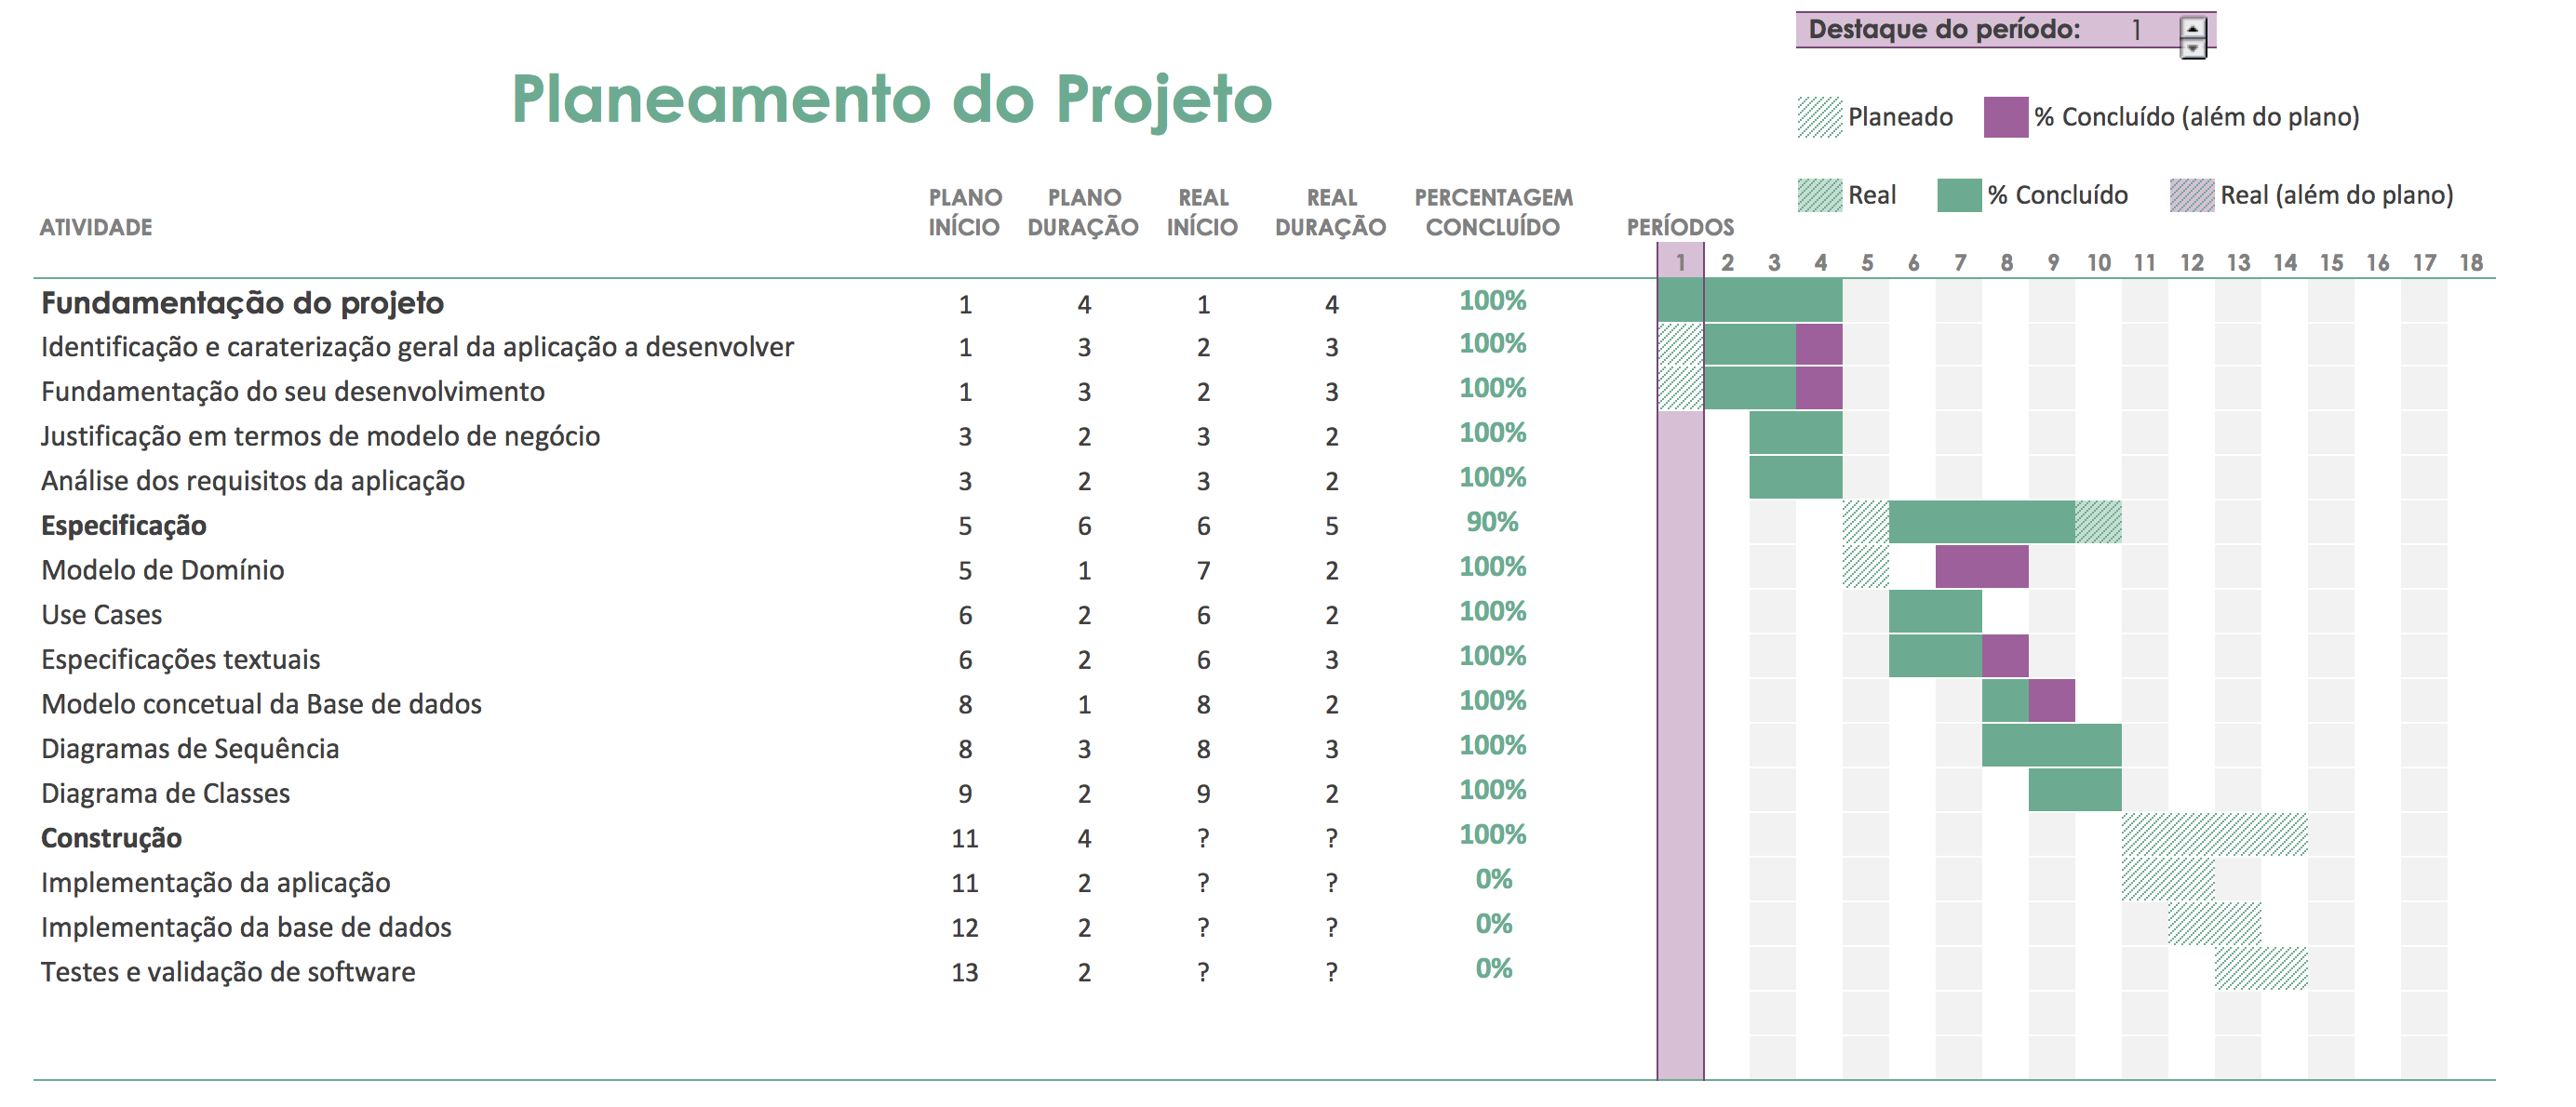 Destaque do período: 1
Planeamento do Projeto
Planeado % Concluído (além do plano)
Real % Concluído Real (além do plano)
ATIVIDADE PLANO INÍCIO PLANO DURAÇÃO REAL INÍCIO REAL DURAÇÃO PERCENTAGEM CONCLUÍDO PERÍODOS
1 2 3 4 5 6 7 8 9 10 11 12 13 14 15 16 17 18
Fundamentação do projeto 1 4 1 4 100%
Identificação e caraterização geral da aplicação a desenvolver 1 3 2 3 100%
Fundamentação do seu desenvolvimento 1 3 2 3 100%
Justificação em termos de modelo de negócio 3 2 3 2 100%
Análise dos requisitos da aplicação 3 2 3 2 100%
Especificação 5 6 6 5 90%
Modelo de Domínio 5 1 7 2 100%
Use Cases 6 2 6 2 100%
Especificações textuais 6 2 6 3 100%
Modelo concetual da Base de dados 8 1 8 2 100%
Diagramas de Sequência 8 3 8 3 100%
Diagrama de Classes 9 2 9 2 100%
Construção 11 4 ? ? 100%
Implementação da aplicação 11 2 ? ? 0%
Implementação da base de dados 12 2 ? ? 0%
Testes e validação de software 13 2 ? ? 0%